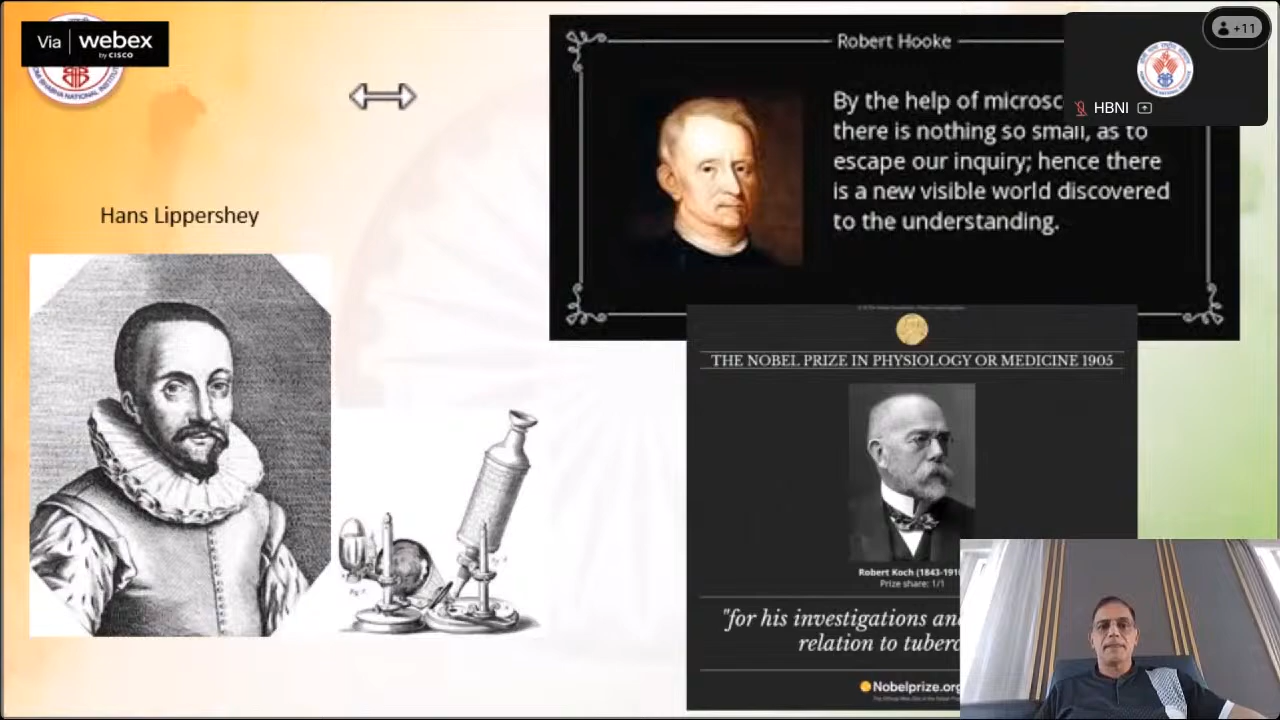 Via webex
by CISCO
BHABHA NATIONAL
Hans Lippershey
Robert Hooke
By the help of microsc
there is nothing so small, as to
escape our inquiry; hence there
is a new visible world discovered
to the understanding.
+11
HBNI
THE NOBEL PRIZE IN PHYSIOLOGY OR MEDICINE 1905
Robert Koch (1843-191
Prize share: 1/1
"for his investigations and
relation to tuberc
Nobelprize.org